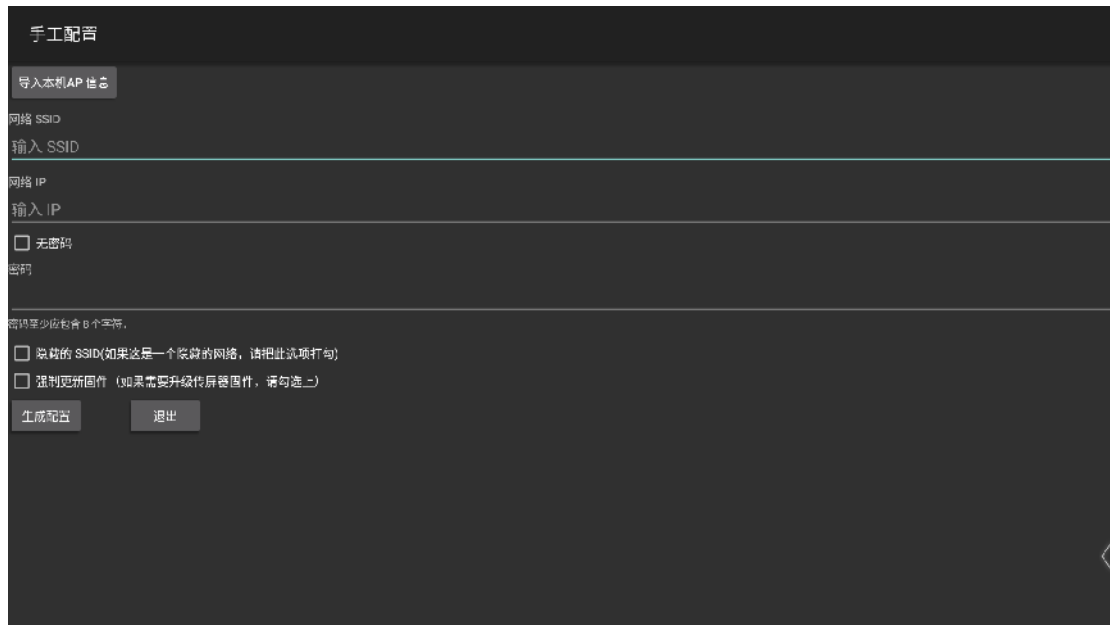 手工配置
导入本机AP 信息
网络 SSID
输入 SSID
网络 IP
输入 IP
无密码
密码
密码至少应包含 8 个字符。
隐藏的 SSID(如果这是一个隐藏的网络，请把此选项打勾)
强制更新固件（如果需要升级传屏器固件，请勾选上）
生成配置
退出